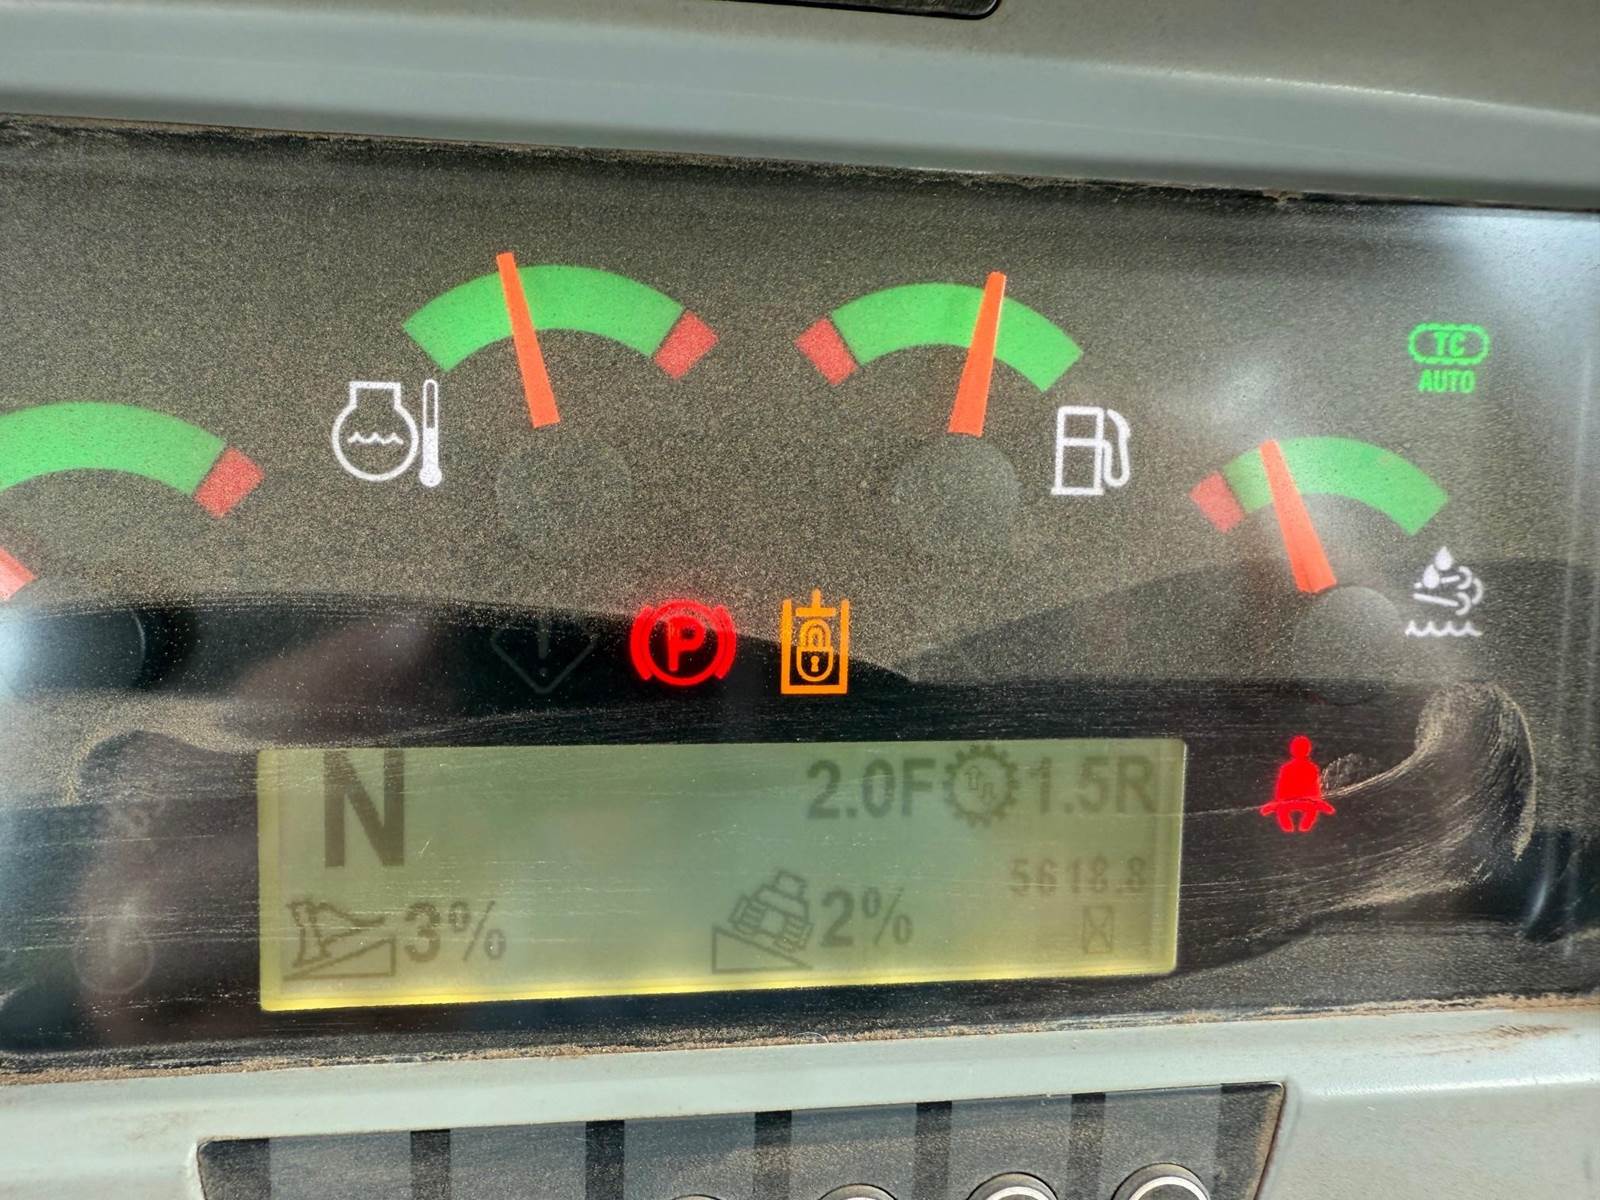 TC
AUTO
P
N
2.0F 1.5R
5618.8
3% 2%